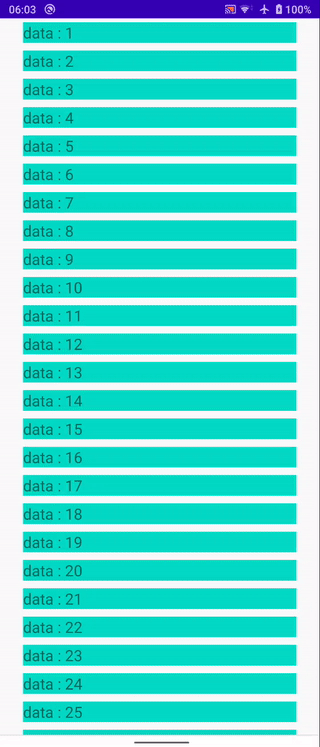 06:03 100%
data : 1
data : 2
data : 3
data : 4
data : 5
data : 6
data : 7
data : 8
data : 9
data : 10
data : 11
data : 12
data : 13
data : 14
data : 15
data : 16
data : 17
data : 18
data : 19
data : 20
data : 21
data : 22
data : 23
data : 24
data : 25